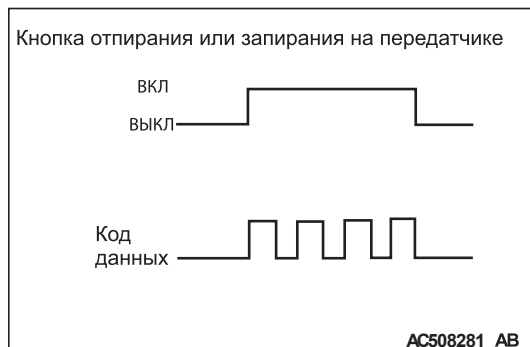 Кнопка отпирания или запирания на передатчике
ВКЛ
ВЫКЛ
Код
данных
AC508281 AB